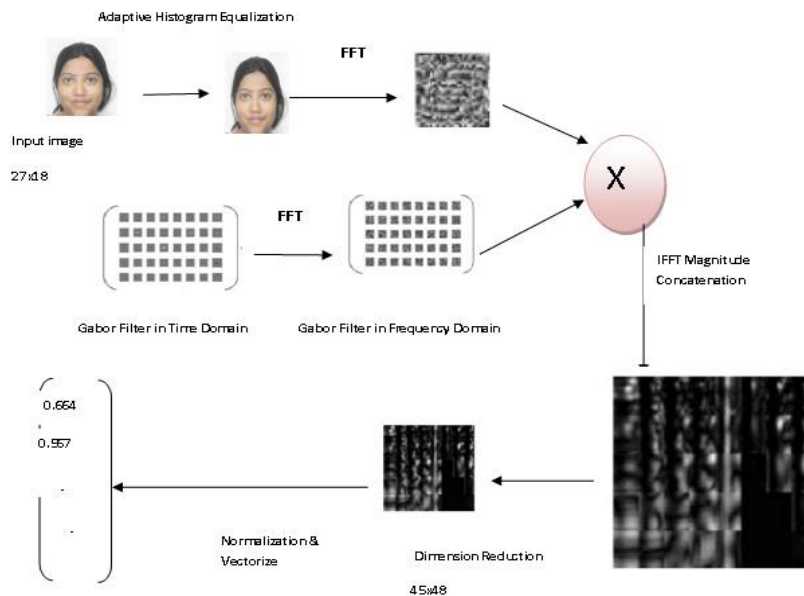 Adaptive Histogram Equalization
FFT
Input image
27x18
X
FFT
IFFT Magnitude
Concatenation
Gabor Filter in Time Domain
Gabor Filter in Frequency Domain
0.664
0.557
Normalization &
Vectorize
Dimension Reduction
45x48